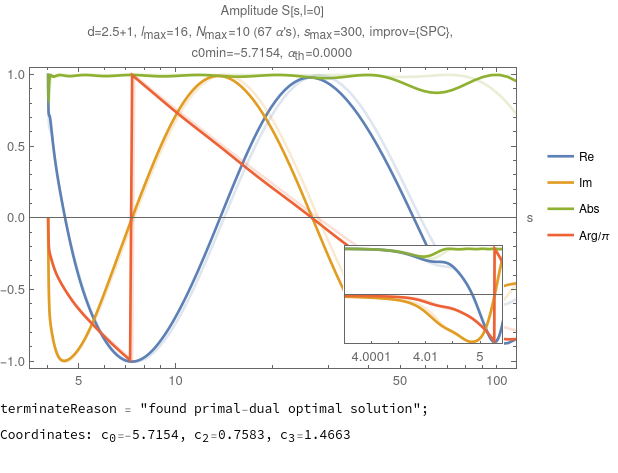 Amplitude S[s,l=0]
d=2.5+1, lmax=16, Nmax=10 (67 α's), smax=300, improv={SPC},
c0min=-5.7154, αth=0.0000
1.0
0.5
0.0
-0.5
-1.0
5
10
50
100
s
4.0001
4.01
5
Re
Im
Abs
Arg/π
terminateReason = "found primal-dual optimal solution";
Coordinates: c0=-5.7154, c2=0.7583, c3=1.4663